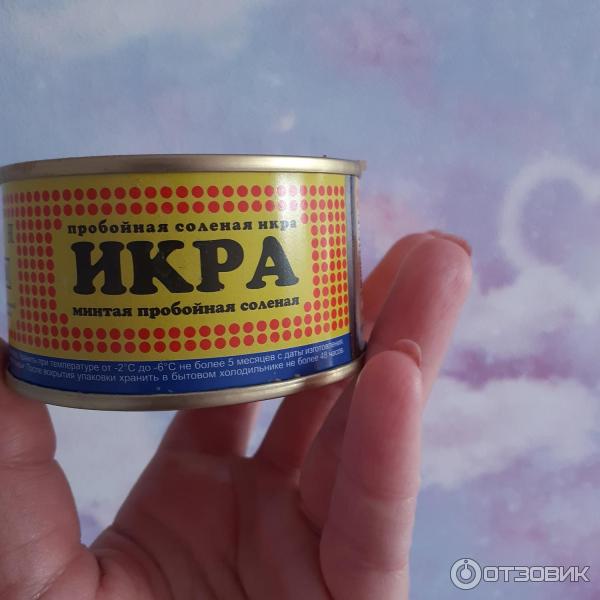 пробойная соленая икра
ИКРА
минтая пробойная соленая
при температуре от -2°C до -6°C не более 5 месяцев с даты изготовления.
После вскрытия упаковки хранить в бытовом холодильнике не более 48 часов.
ОТЗОВИК